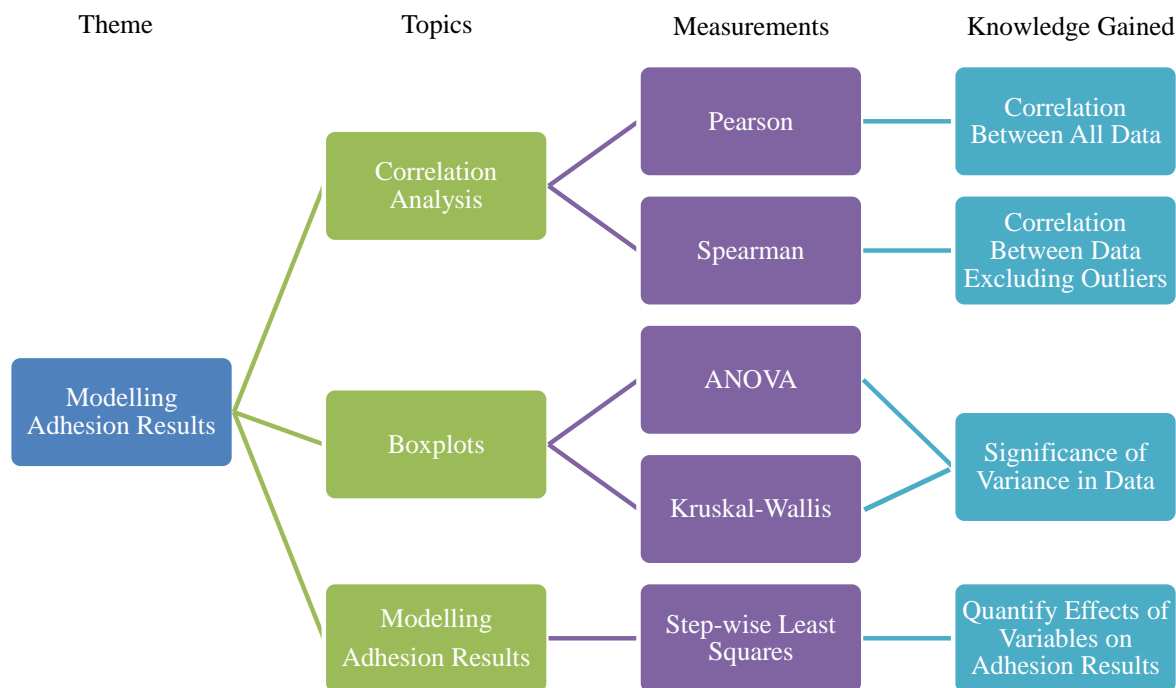 Theme
Topics
Measurements
Knowledge Gained
Modelling
Adhesion Results
Correlation
Analysis
Pearson
Correlation
Between All Data
Spearman
Correlation
Between Data
Excluding Outliers
Boxplots
ANOVA
Kruskal-Wallis
Significance of
Variance in Data
Modelling
Adhesion Results
Step-wise Least
Squares
Quantify Effects of
Variables on
Adhesion Results